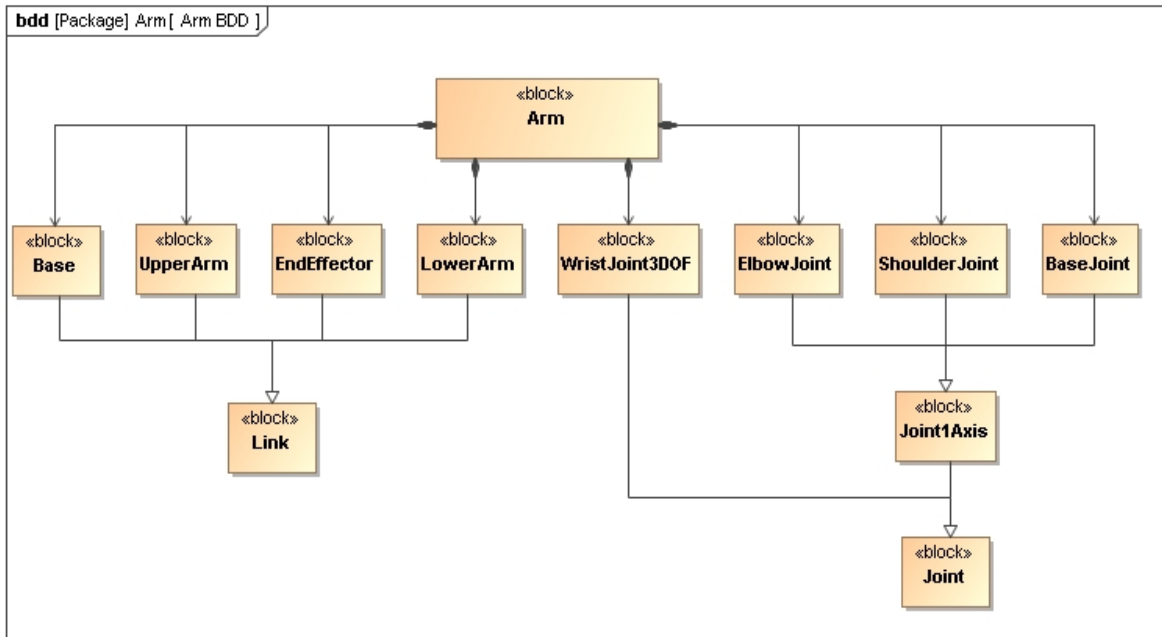 bdd [Package] Arm [ Arm BDD ]
«block»
Arm
«block»
Base
«block»
UpperArm
«block»
EndEffector
«block»
LowerArm
«block»
WristJoint3DOF
«block»
ElbowJoint
«block»
ShoulderJoint
«block»
BaseJoint
«block»
Link
«block»
Joint1Axis
«block»
Joint